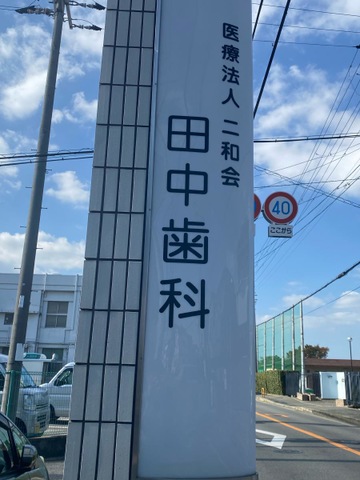 医療法人 二和会
田中歯科
40
ここから